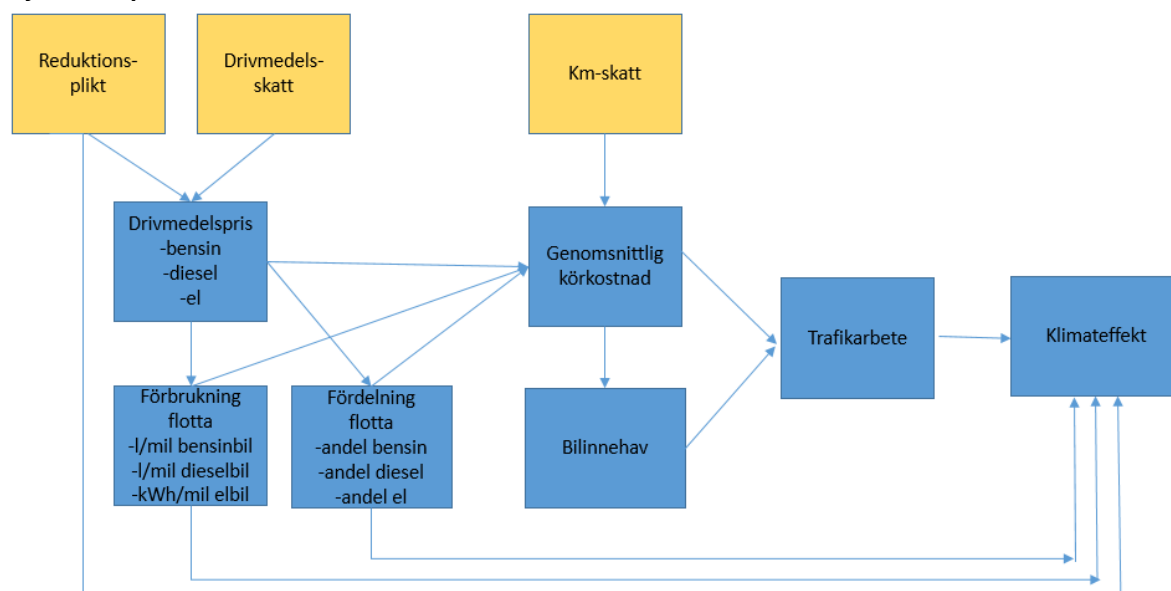 Reduktions-
plikt
Drivmedels-
skatt
Km-skatt
Drivmedelspris
-bensin
-diesel
-el
Genomsnittlig
körkostnad
Trafikarbete
Klimateffekt
Förbrukning
flotta
-l/mil bensinbil
-l/mil dieselbil
-kWh/mil elbil
Fördelning
flotta
-andel bensin
-andel diesel
-andel el
Bilinnehav